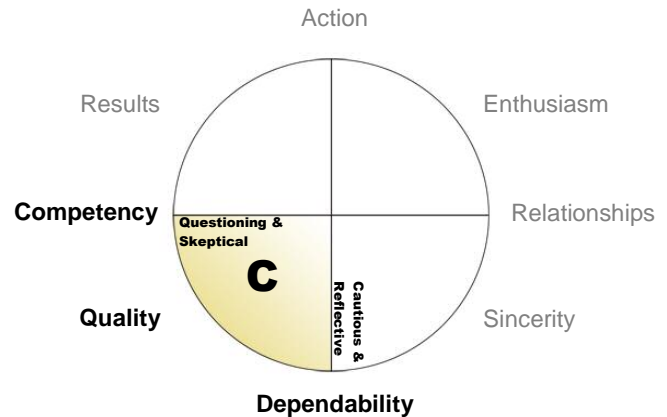 Action
Results
Enthusiasm
Competency
Questioning &
Skeptical
Relationships
C
Cautious &
Reflective
Quality
Sincerity
Dependability